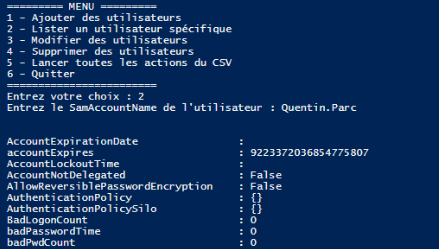 ========= MENU =========
1 - Ajouter des utilisateurs
2 - Lister un utilisateur spécifique
3 - Modifier des utilisateurs
4 - Supprimer des utilisateurs
5 - Lancer toutes les actions du CSV
6 - Quitter
========================
Entrez votre choix : 2
Entrez le SamAccountName de l'utilisateur : Quentin.Parc
AccountExpirationDate :
accountExpires : 9223372036854775807
AccountLockoutTime :
AccountNotDelegated : False
AllowReversiblePasswordEncryption : False
AuthenticationPolicy : {}
AuthenticationPolicySilo : {}
BadLogonCount : 0
badPasswordTime : 0
badPwdCount : 0